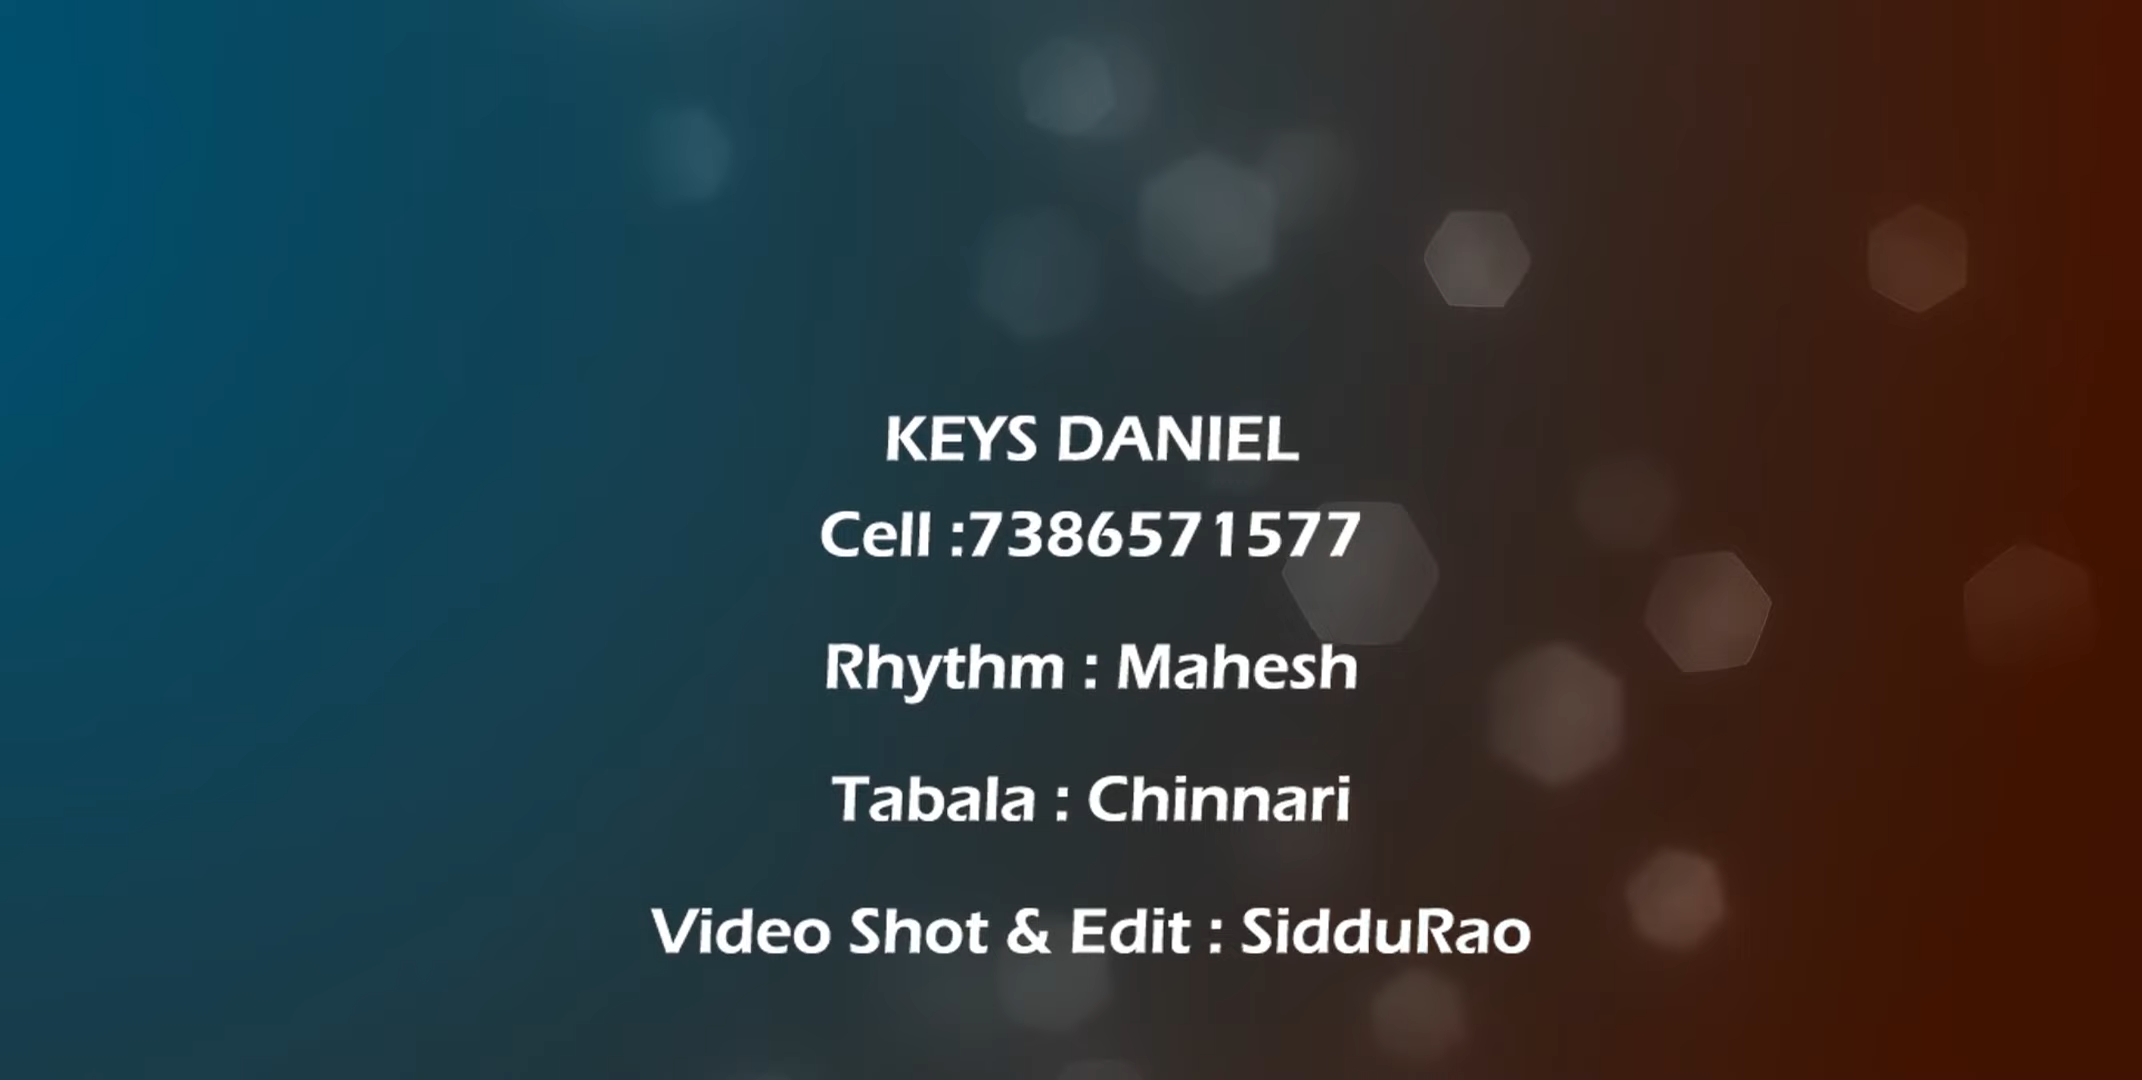 KEYS DANIEL
Cell :7386571577
Rhythm : Mahesh
Tabala : Chinnari
Video Shot & Edit : SidduRao